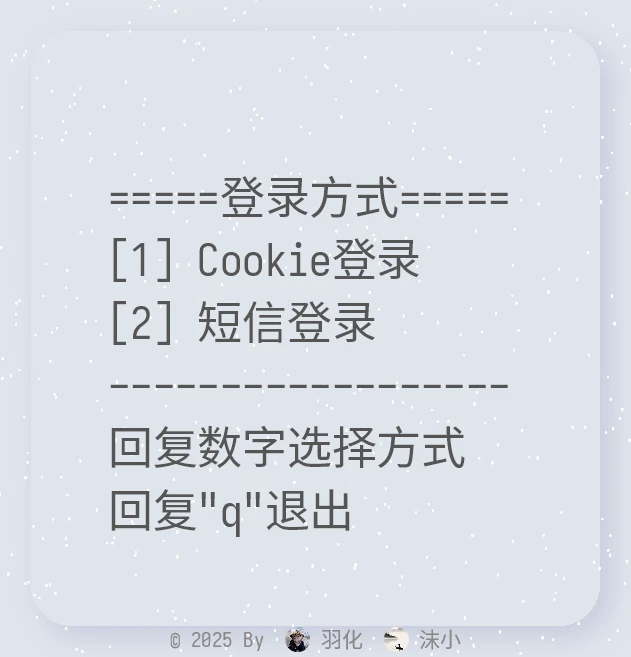 =====登录方式=====
[1] Cookie登录
[2] 短信登录
------------------
回复数字选择方式
回复"q"退出
© 2025 By 羽化 沫小